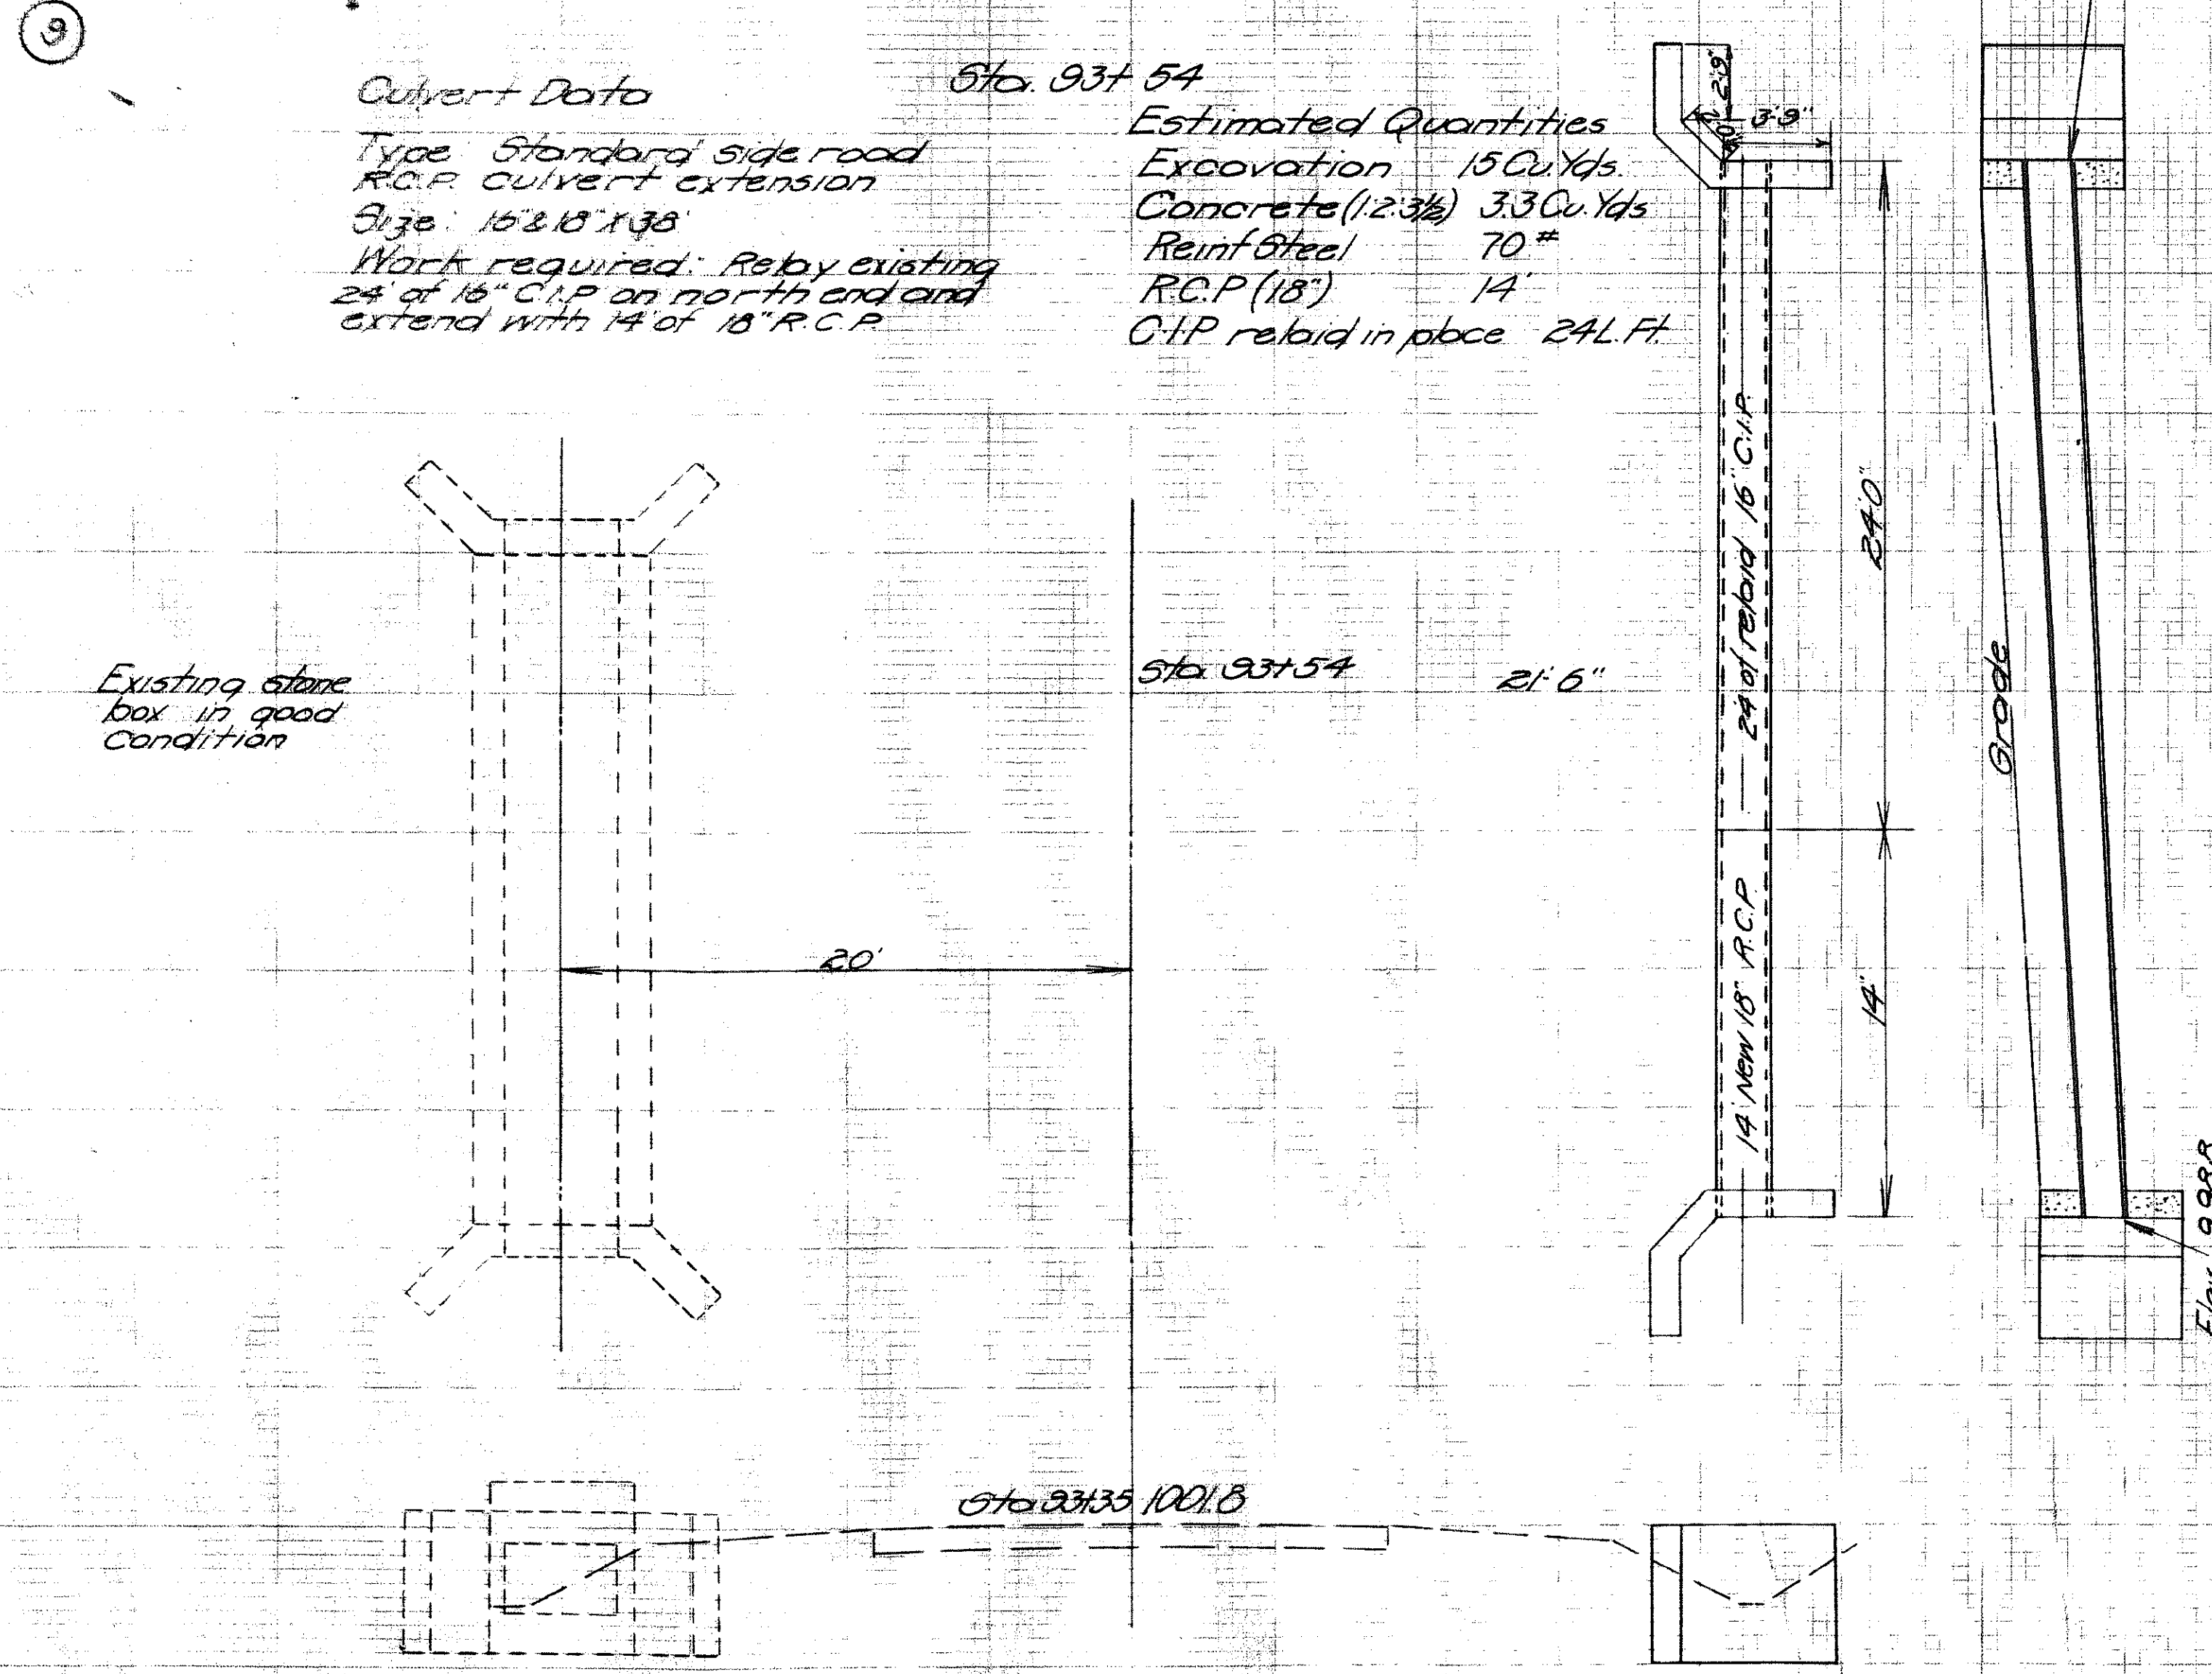 9
Culvert Data
Type Standard side road
R.C.P. culvert extension
Size: 16" & 18" x 38'
Work required: Relay existing
24' of 16" C.I.P on north end and
extend with 14' of 18" R.C.P.
Sta. 93+54
Estimated Quantities
Excavation 15 Cu. Yds.
Concrete (1:2:3½) 3.3 Cu. Yds
Reinf Steel 70 #
R.C.P (18") 14'
C.I.P relaid in place 24 L. Ft.
2'-9"
3'-9"
24' of relaid 16" C.I.P.
24'-0"
Grade
Existing stone
box in good
Condition
Sta 93+54
21'-6"
20'
14' New 18" R.C.P.
14'
Elev. 998.8
Sta 93+35 1001.8